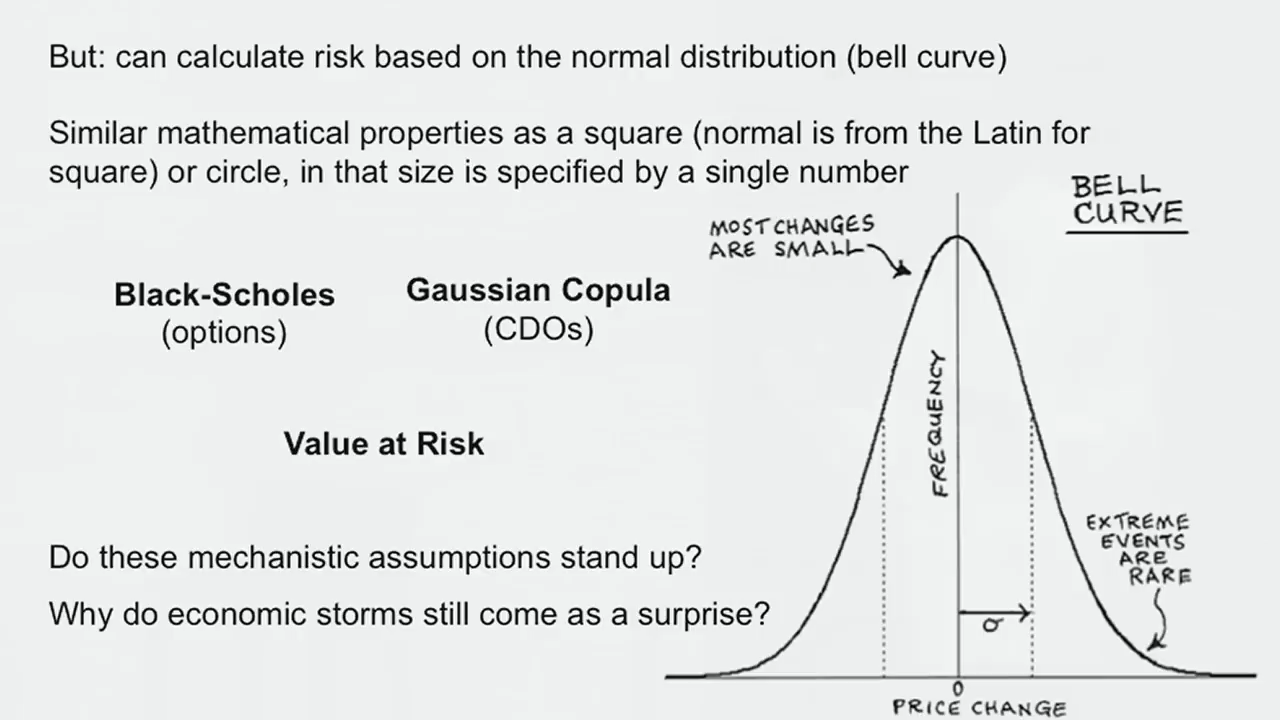 But: can calculate risk based on the normal distribution (bell curve)
Similar mathematical properties as a square (normal is from the Latin for
square) or circle, in that size is specified by a single number
BELL
CURVE
MOST CHANGES
ARE SMALL
Black-Scholes
(options)
Gaussian Copula
(CDOs)
FREQUENCY
Value at Risk
EXTREME
EVENTS
ARE
RARE
Do these mechanistic assumptions stand up?
Why do economic storms still come as a surprise?
σ
0
PRICE CHANGE